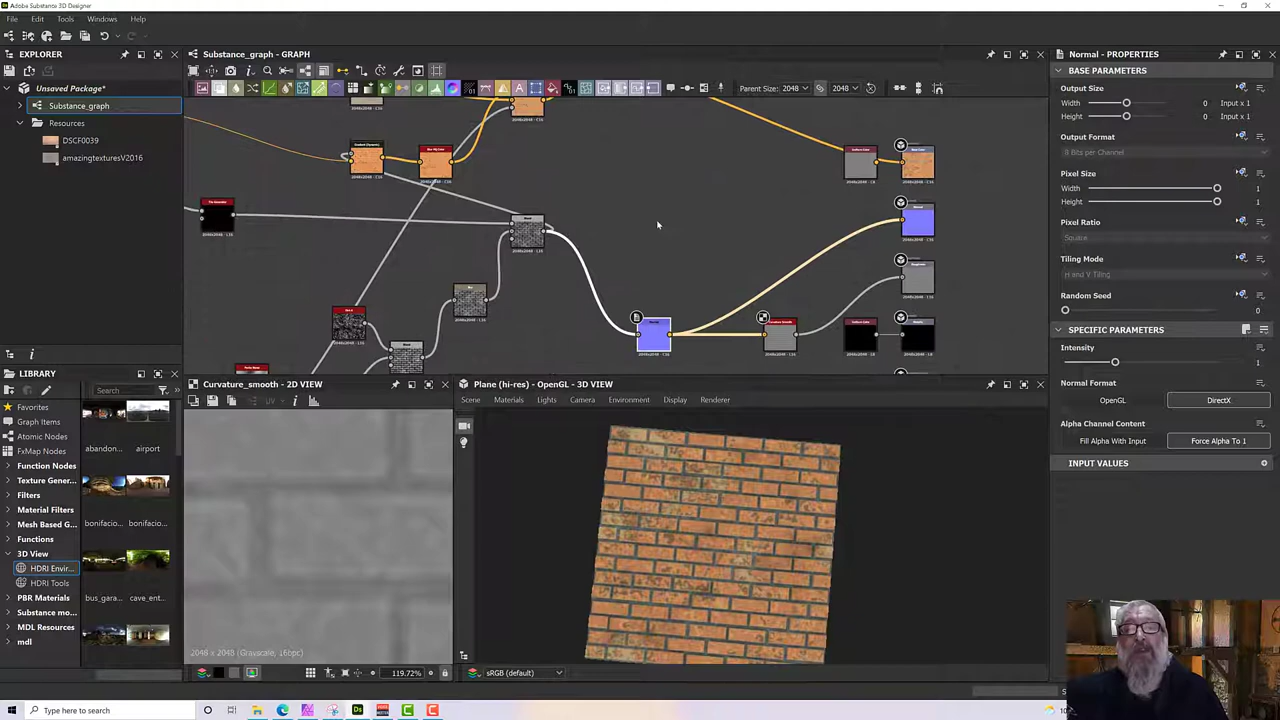 Adobe Substance 3D Designer
File Edit Tools Windows Help
EXPLORER
Unsaved Package*
Substance_graph
Resources
DSCF0039
amazingtexturesV2016
LIBRARY
Search
Favorites
Graph Items
Atomic Nodes
FxMap Nodes
Function Nodes
Texture Gener...
Filters
Material Filters
Mesh Based G...
Functions
3D View
HDRI Envir...
HDRI Tools
PBR Materials
Substance mo...
MDL Resources
mdl
abandon...
airport
bonifacio...
bonifacio...
bus_gara...
cave_ent...
Substance_graph - GRAPH
Parent Size: 2048 2048
Curvature_smooth - 2D VIEW
UV
2048 x 2048 (Grayscale, 16bpc)
119.72%
Plane (hi-res) - OpenGL - 3D VIEW
Scene Materials Lights Camera Environment Display Renderer
sRGB (default)
Normal - PROPERTIES
BASE PARAMETERS
Output Size
Width 0 Input x 1
Height 0 Input x 1
Output Format
8 Bits per Channel
Pixel Size
Width 1
Height 1
Pixel Ratio
Square
Tiling Mode
H and V Tiling
Random Seed
0
SPECIFIC PARAMETERS
Intensity
1
Normal Format
OpenGL DirectX
Alpha Channel Content
Fill Alpha With Input Force Alpha To 1
INPUT VALUES
Type here to search